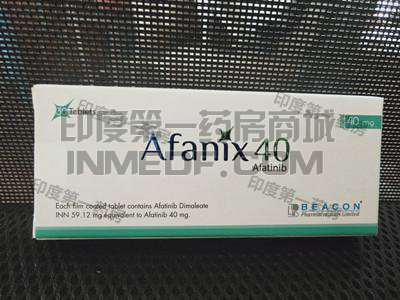 Tablets
40 mg
印度第一药房商城
INMEDP.COM
Afanix 40
Afatinib
Each film coated tablet contains Afatinib Dimaleate
INN 59.12 mg equivalent to Afatinib 40 mg.
BEACON
Pharmaceuticals Limited